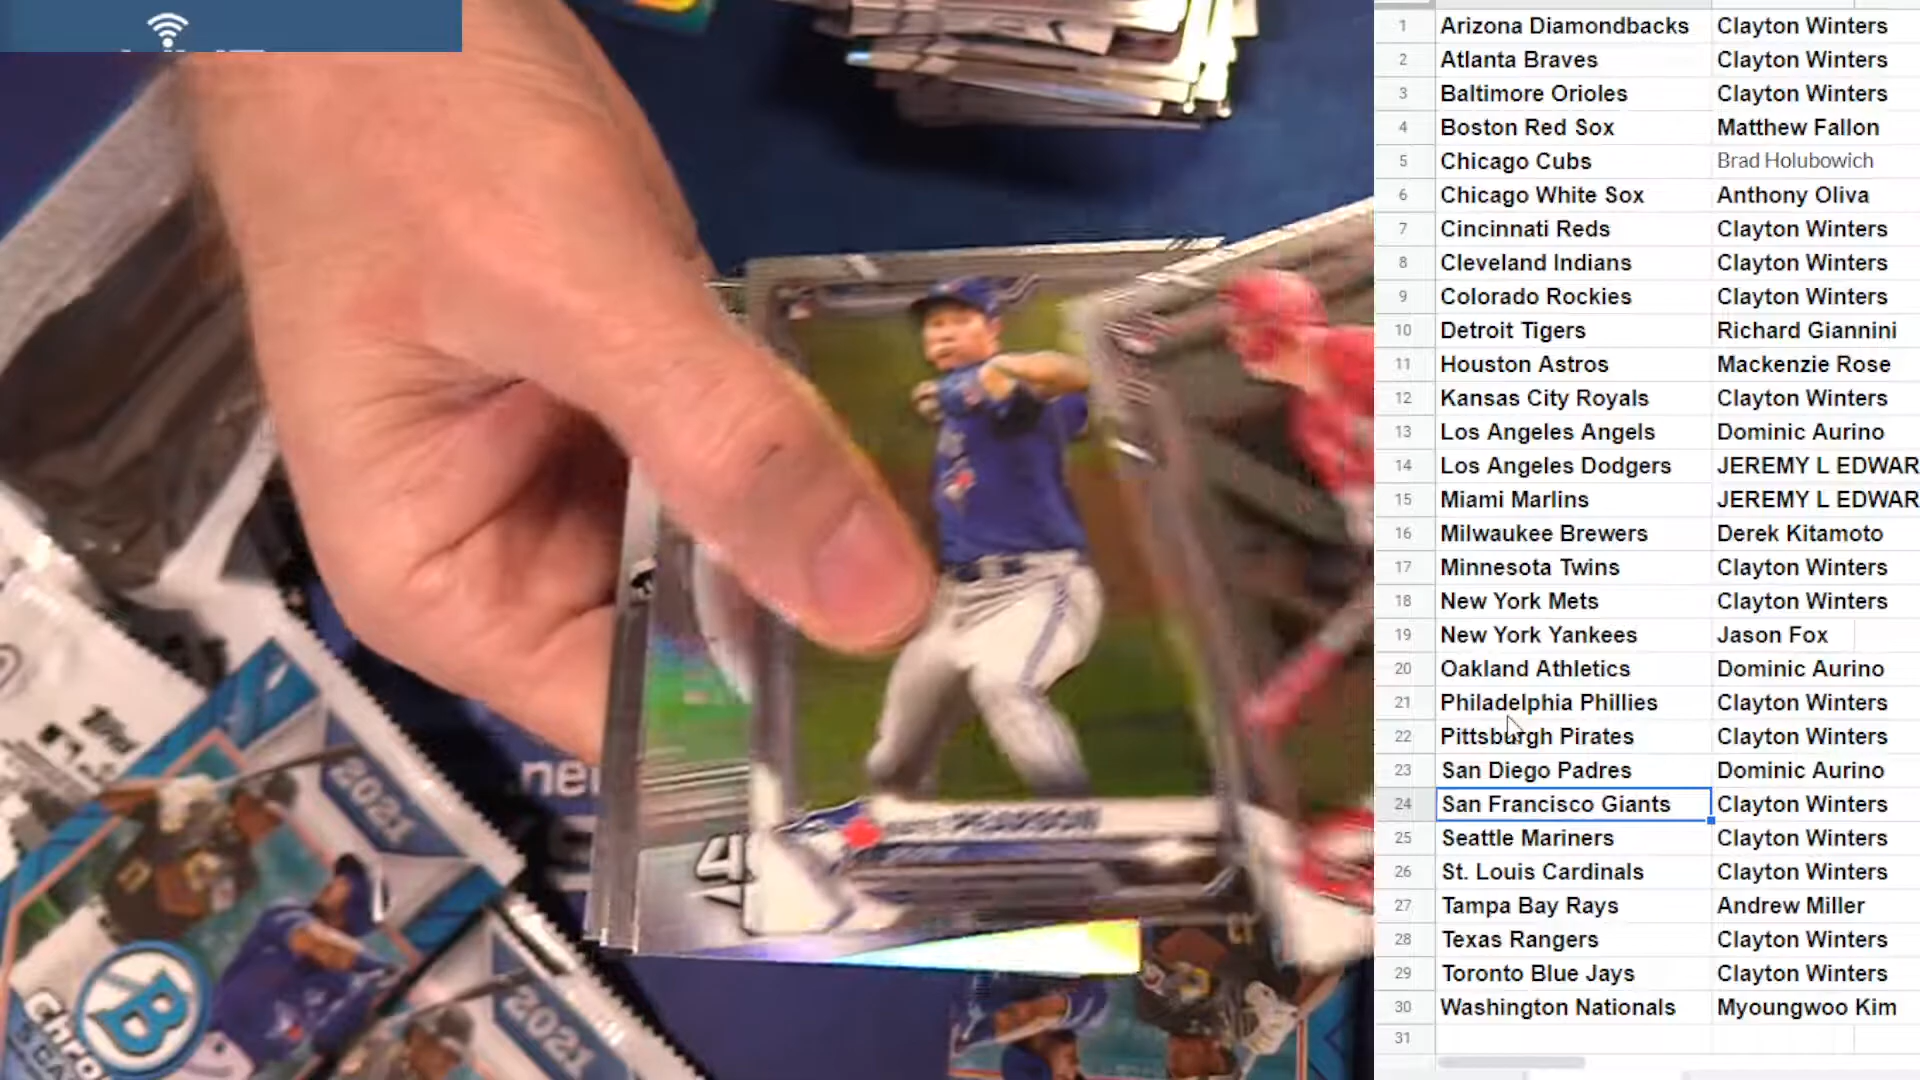 1 Arizona Diamondbacks Clayton Winters
2 Atlanta Braves Clayton Winters
3 Baltimore Orioles Clayton Winters
4 Boston Red Sox Matthew Fallon
5 Chicago Cubs Brad Holubowich
6 Chicago White Sox Anthony Oliva
7 Cincinnati Reds Clayton Winters
8 Cleveland Indians Clayton Winters
9 Colorado Rockies Clayton Winters
10 Detroit Tigers Richard Giannini
11 Houston Astros Mackenzie Rose
12 Kansas City Royals Clayton Winters
13 Los Angeles Angels Dominic Aurino
14 Los Angeles Dodgers JEREMY L EDWAR
15 Miami Marlins JEREMY L EDWAR
16 Milwaukee Brewers Derek Kitamoto
17 Minnesota Twins Clayton Winters
18 New York Mets Clayton Winters
19 New York Yankees Jason Fox
20 Oakland Athletics Dominic Aurino
21 Philadelphia Phillies Clayton Winters
22 Pittsburgh Pirates Clayton Winters
23 San Diego Padres Dominic Aurino
24 San Francisco Giants Clayton Winters
25 Seattle Mariners Clayton Winters
26 St. Louis Cardinals Clayton Winters
27 Tampa Bay Rays Andrew Miller
28 Texas Rangers Clayton Winters
29 Toronto Blue Jays Clayton Winters
30 Washington Nationals Myoungwoo Kim
31
PEARSON
2021
2021
B
Chro